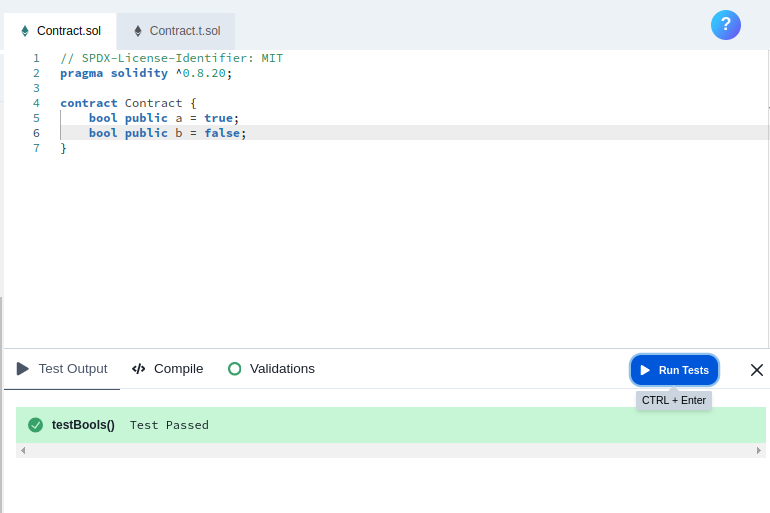 Contract.sol Contract.t.sol ?
1 // SPDX-License-Identifier: MIT
2 pragma solidity ^0.8.20;
3
4 contract Contract {
5 bool public a = true;
6 bool public b = false;
7 }
Test Output </> Compile Validations Run Tests
CTRL + Enter
testBools() Test Passed